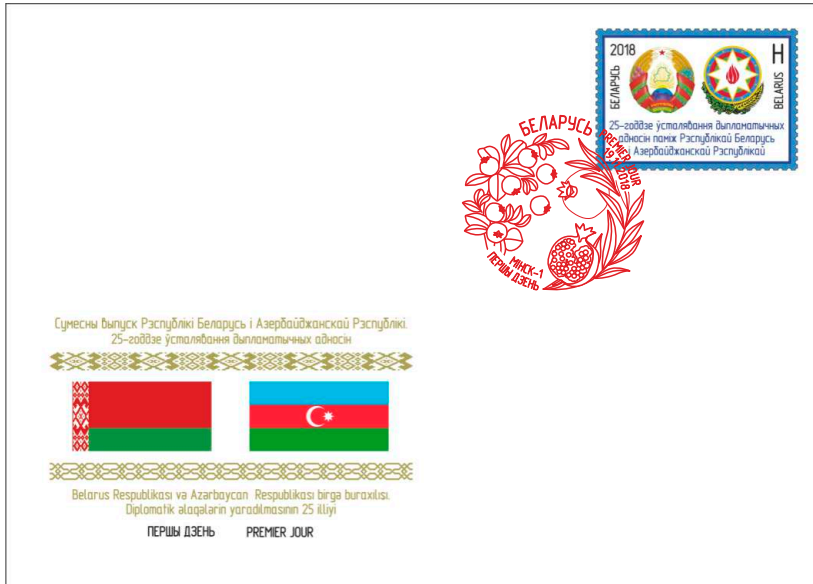 2018
H
БЕЛАРУСЬ
BELARUS
25-годдзе ўсталявання дыпламатычных
адносін паміж Рэспублікай Беларусь
і Азербайджанскай Рэспублікай
БЕЛАРУСЬ
PREMIER JOUR
2018
МІНСК-1
ПЕРШЫ ДЗЕНЬ
Сумесны выпуск Рэспублікі Беларусь і Азербайджанскай Рэспублікі.
25-годдзе ўсталявання дыпламатычных адносін
Belarus Respublikası və Azərbaycan Respublikası birgə buraxılışı.
Diplomatik əlaqələrin yaradılmasının 25 illiyi
ПЕРШЫ ДЗЕНЬ PREMIER JOUR